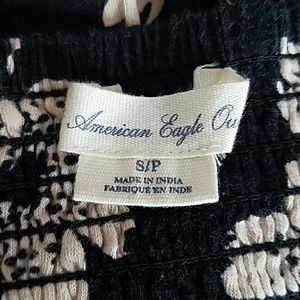 American Eagle Ou
S/P
MADE IN INDIA
FABRIQUÉ EN INDE